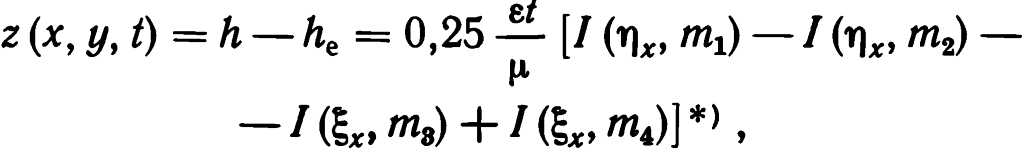 z (x, y, t) = h − hₑ = 0,25 εt/μ [I (ηₓ, m₁) − I (ηₓ, m₂) −
− I (ξₓ, m₃) + I (ξₓ, m₄)]*⁾ ,